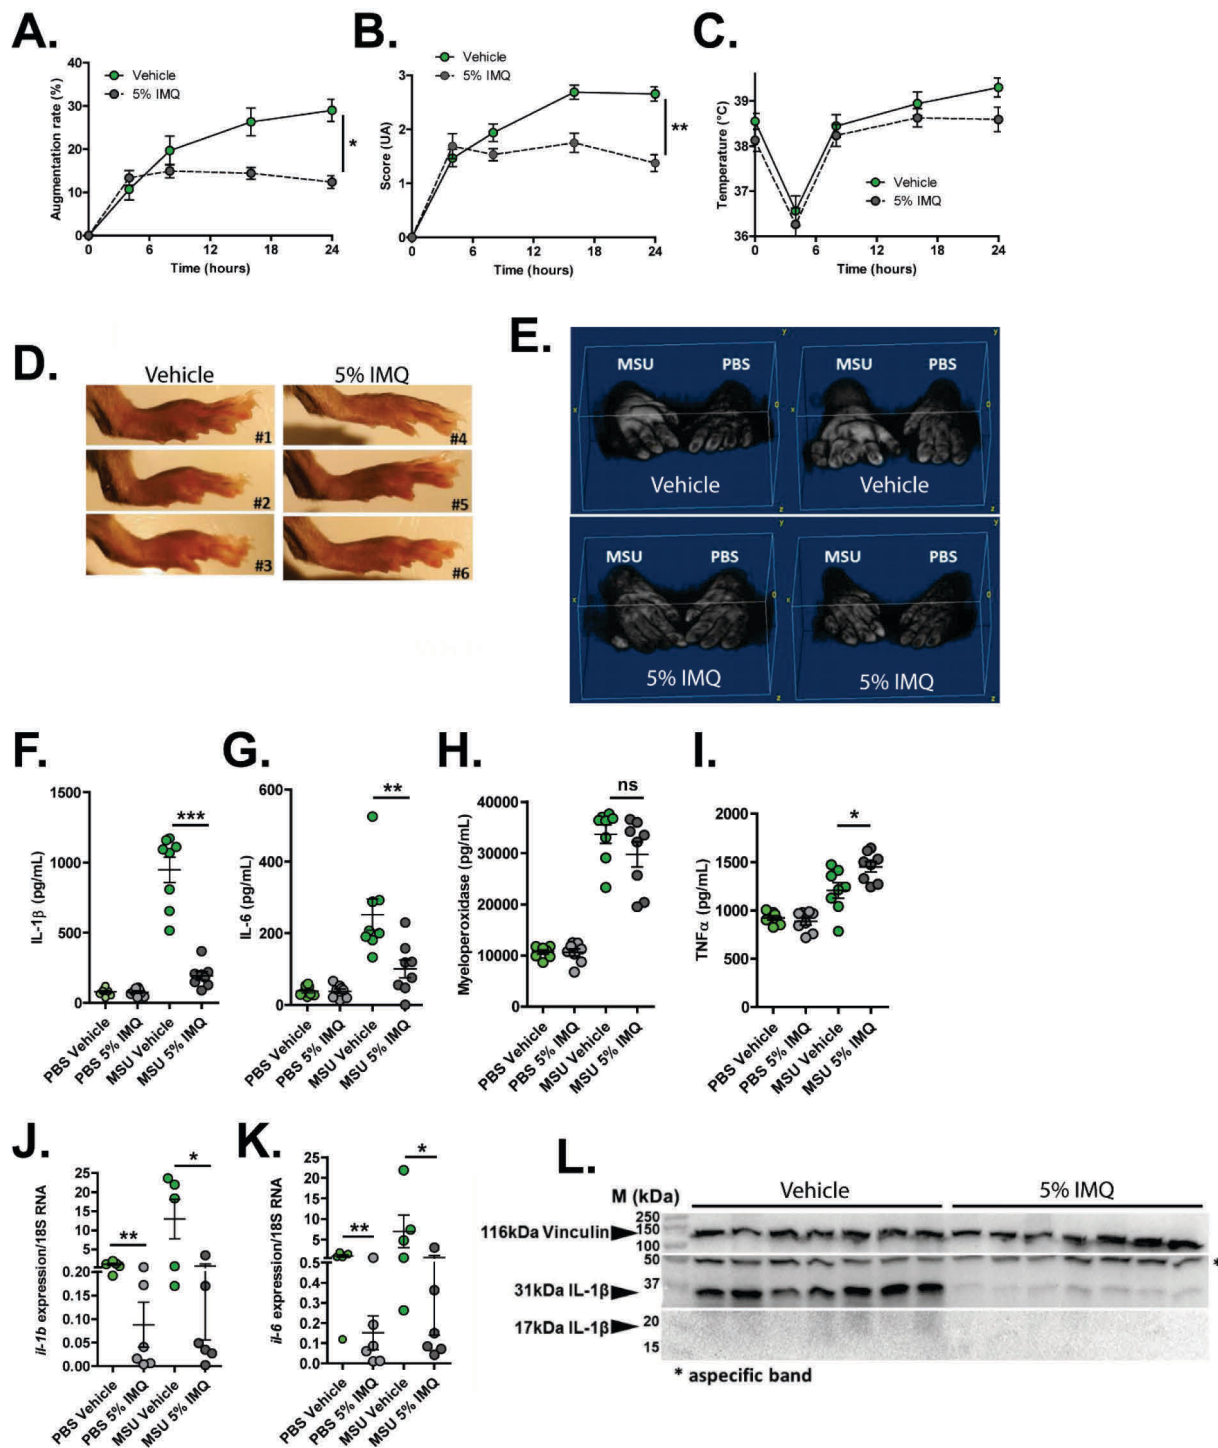 A.
B.
C.
Vehicle
5% IMQ
Augmentation rate (%)
40
30
20
10
0
0 6 12 18 24
Time (hours)
*
Vehicle
5% IMQ
Score (UA)
3
2
1
0
0 6 12 18 24
Time (hours)
**
Temperature (°C)
39
38
37
36
Vehicle
5% IMQ
0 6 12 18 24
Time (hours)
D.
Vehicle 5% IMQ
#1 #4
#2 #5
#3 #6
E.
MSU PBS MSU PBS
Vehicle Vehicle
MSU PBS MSU PBS
5% IMQ 5% IMQ
x y z 0
x y z 0
x y z 0
x y z 0
F.
G.
H.
I.
IL-1β (pg/mL)
1500
1000
500
0
***
PBS Vehicle
PBS 5% IMQ
MSU Vehicle
MSU 5% IMQ
IL-6 (pg/mL)
600
400
200
0
**
PBS Vehicle
PBS 5% IMQ
MSU Vehicle
MSU 5% IMQ
Myeloperoxidase (pg/mL)
40000
30000
20000
10000
0
ns
PBS Vehicle
PBS 5% IMQ
MSU Vehicle
MSU 5% IMQ
TNFα (pg/mL)
2000
1500
1000
500
0
*
PBS Vehicle
PBS 5% IMQ
MSU Vehicle
MSU 5% IMQ
J.
K.
L.
il-1b expression/18S RNA
25
20
15
10
5
0.20
0.15
0.10
0.05
0.00
**
*
PBS Vehicle
PBS 5% IMQ
MSU Vehicle
MSU 5% IMQ
il-6 expression/18S RNA
25
20
15
10
5
0.5
0.4
0.3
0.2
0.1
0.0
**
*
PBS Vehicle
PBS 5% IMQ
MSU Vehicle
MSU 5% IMQ
M (kDa) Vehicle 5% IMQ
250
116kDa Vinculin 150
100
50 *
37
31kDa IL-1β
17kDa IL-1β 20
15
* aspecific band